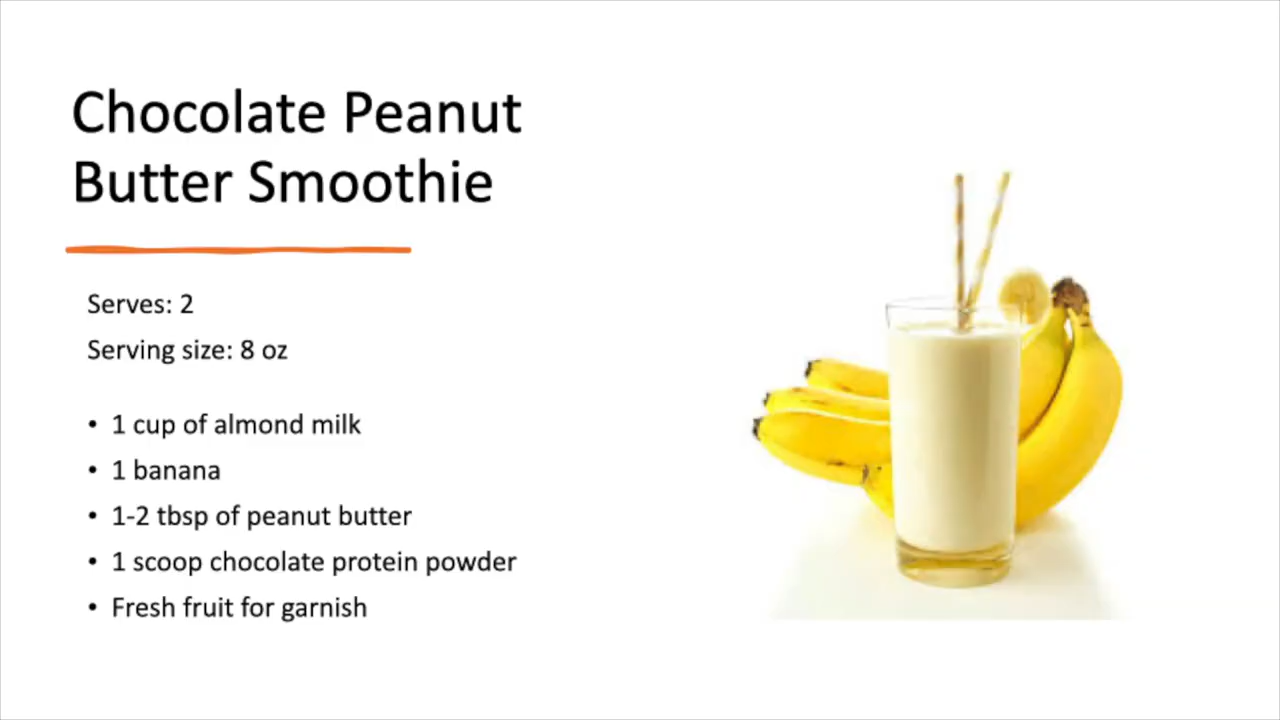 Chocolate Peanut
Butter Smoothie
Serves: 2
Serving size: 8 oz
• 1 cup of almond milk
• 1 banana
• 1-2 tbsp of peanut butter
• 1 scoop chocolate protein powder
• Fresh fruit for garnish